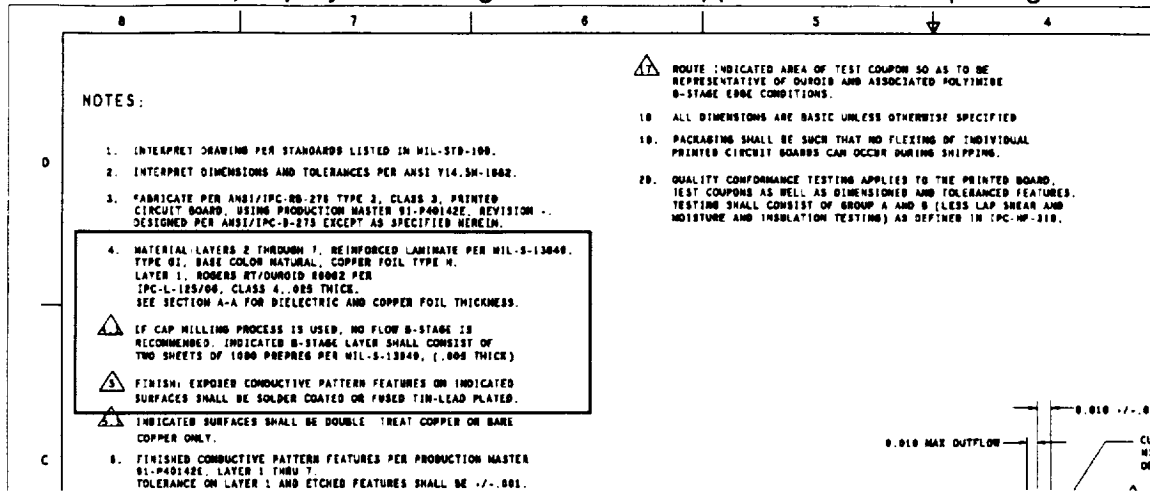 8 7 6 5 4
NOTES:
D
1. INTERPRET DRAWING PER STANDARDS LISTED IN MIL-STD-100.
2. INTERPRET DIMENSIONS AND TOLERANCES PER ANSI Y14.5M-1982.
3. FABRICATE PER ANSI/IPC-RB-276 TYPE 3, CLASS 3, PRINTED
CIRCUIT BOARD, USING PRODUCTION MASTER 91-P40142E, REVISION -.
DESIGNED PER ANSI/IPC-D-275 EXCEPT AS SPECIFIED HEREIN.
4. MATERIAL: LAYERS 2 THROUGH 7, REINFORCED LAMINATE PER MIL-S-13949,
TYPE GI, BASE COLOR NATURAL, COPPER FOIL TYPE H.
LAYER 1, ROGERS RT/DUROID PER
IPC-L-125/06, CLASS 4, .025 THICK.
SEE SECTION A-A FOR DIELECTRIC AND COPPER FOIL THICKNESS.
IF CAP MILLING PROCESS IS USED, NO FLOW B-STAGE IS
RECOMMENDED. INDICATED B-STAGE LAYER SHALL CONSIST OF
TWO SHEETS OF 1080 PREPREG PER MIL-S-13949, (.005 THICK)
5 FINISH: EXPOSED CONDUCTIVE PATTERN FEATURES ON INDICATED
SURFACES SHALL BE SOLDER COATED OR FUSED TIN-LEAD PLATED.
INDICATED SURFACES SHALL BE DOUBLE TREAT COPPER OR BARE
COPPER ONLY.
C
FINISHED CONDUCTIVE PATTERN FEATURES PER PRODUCTION MASTER
91-P40142E, LAYER 1 THRU 7.
TOLERANCE ON LAYER 1 AND ETCHED FEATURES SHALL BE +/-.001.
17 ROUTE INDICATED AREA OF TEST COUPON SO AS TO BE
REPRESENTATIVE OF DUROID AND ASSOCIATED POLYIMIDE
B-STAGE EDGE CONDITIONS.
18 ALL DIMENSIONS ARE BASIC UNLESS OTHERWISE SPECIFIED
19. PACKAGING SHALL BE SUCH THAT NO FLEXING OF INDIVIDUAL
PRINTED CIRCUIT BOARDS CAN OCCUR DURING SHIPPING.
20. QUALITY CONFORMANCE TESTING APPLIES TO THE PRINTED BOARD,
TEST COUPONS AS WELL AS DIMENSIONED AND TOLERANCED FEATURES.
TESTING SHALL CONSIST OF GROUP A AND B (LESS LAP SHEAR AND
MOISTURE AND INSULATION TESTING) AS DEFINED IN IPC-HF-318.
0.010 +/-.0
0.010 MAX OUTFLOW